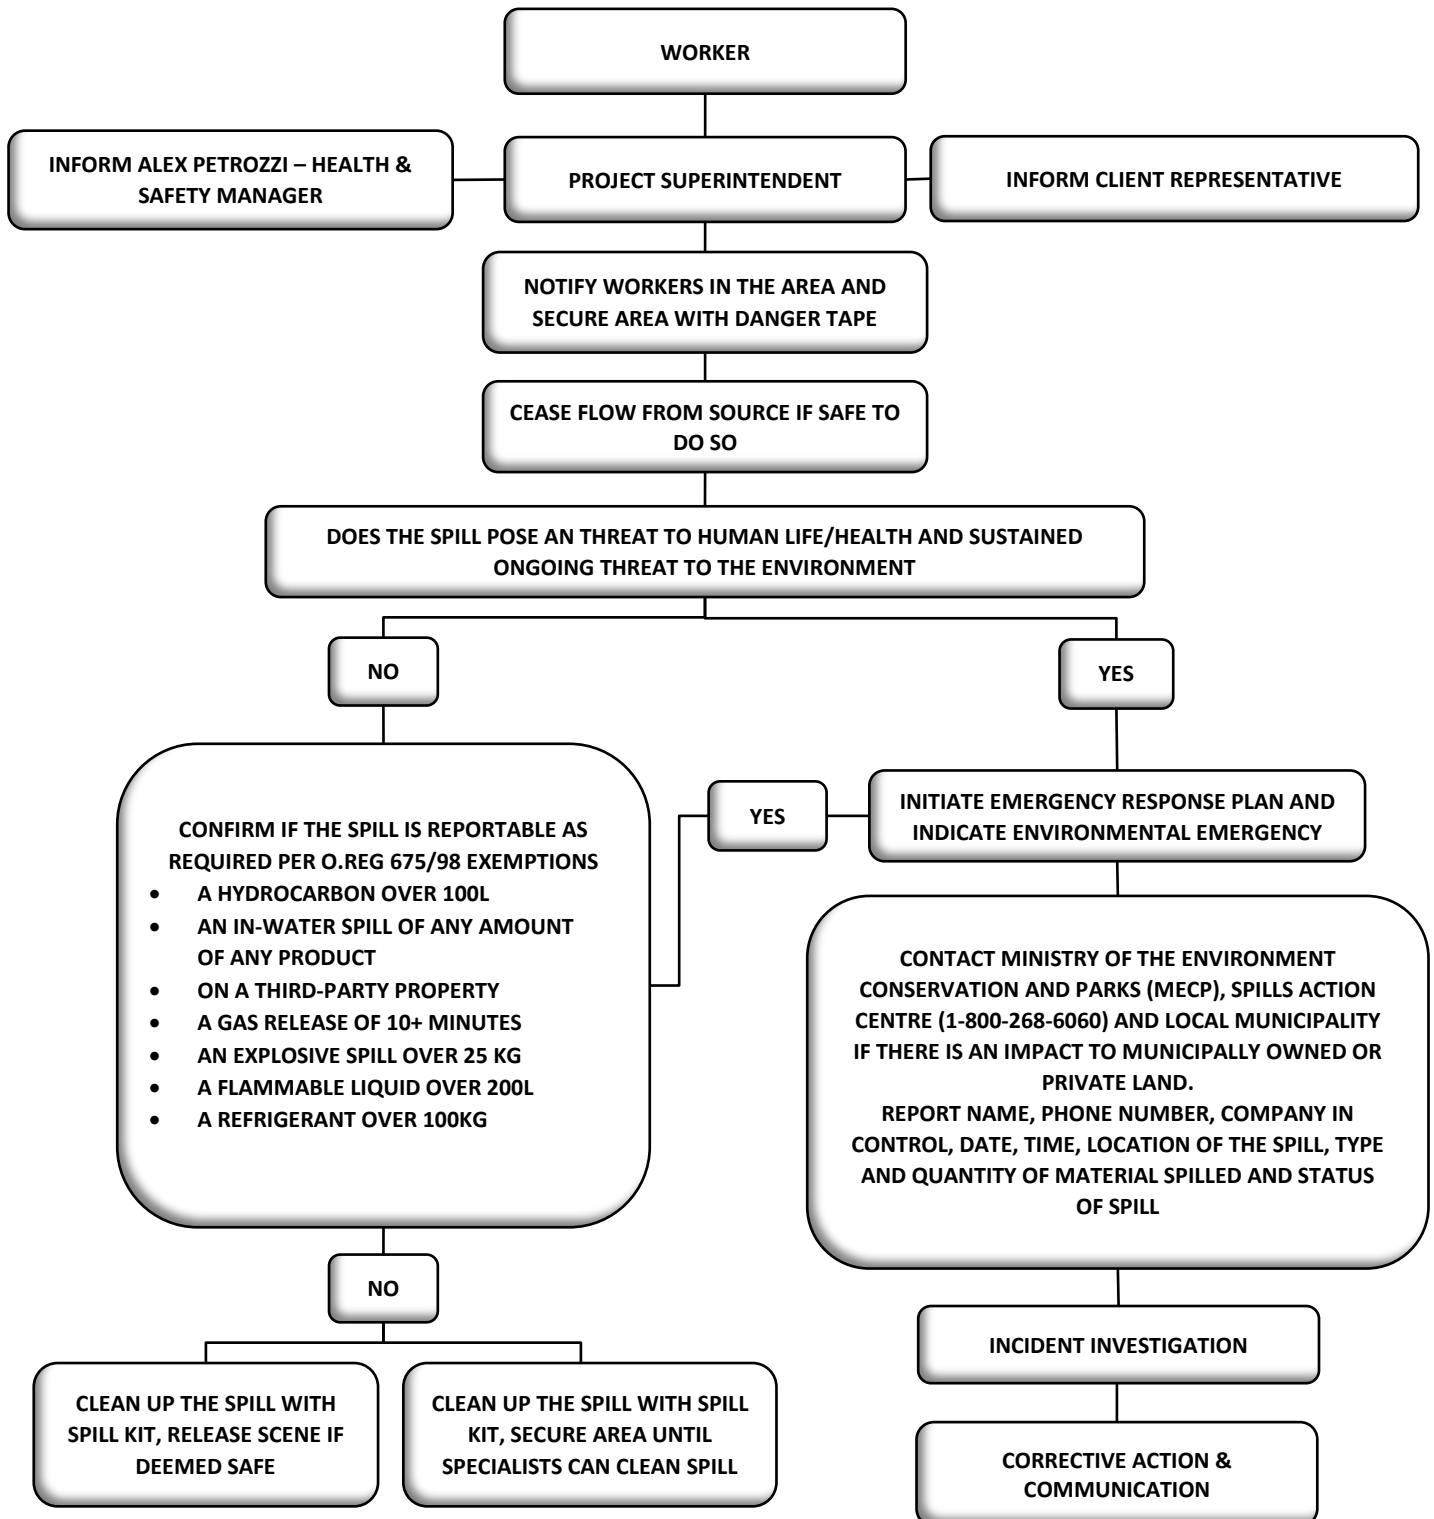 WORKER
INFORM ALEX PETROZZI – HEALTH &
SAFETY MANAGER
PROJECT SUPERINTENDENT
INFORM CLIENT REPRESENTATIVE
NOTIFY WORKERS IN THE AREA AND
SECURE AREA WITH DANGER TAPE
CEASE FLOW FROM SOURCE IF SAFE TO
DO SO
DOES THE SPILL POSE AN THREAT TO HUMAN LIFE/HEALTH AND SUSTAINED
ONGOING THREAT TO THE ENVIRONMENT
NO
YES
CONFIRM IF THE SPILL IS REPORTABLE AS
REQUIRED PER O.REG 675/98 EXEMPTIONS
• A HYDROCARBON OVER 100L
• AN IN-WATER SPILL OF ANY AMOUNT
OF ANY PRODUCT
• ON A THIRD-PARTY PROPERTY
• A GAS RELEASE OF 10+ MINUTES
• AN EXPLOSIVE SPILL OVER 25 KG
• A FLAMMABLE LIQUID OVER 200L
• A REFRIGERANT OVER 100KG
YES
INITIATE EMERGENCY RESPONSE PLAN AND
INDICATE ENVIRONMENTAL EMERGENCY
CONTACT MINISTRY OF THE ENVIRONMENT
CONSERVATION AND PARKS (MECP), SPILLS ACTION
CENTRE (1-800-268-6060) AND LOCAL MUNICIPALITY
IF THERE IS AN IMPACT TO MUNICIPALLY OWNED OR
PRIVATE LAND.
REPORT NAME, PHONE NUMBER, COMPANY IN
CONTROL, DATE, TIME, LOCATION OF THE SPILL, TYPE
AND QUANTITY OF MATERIAL SPILLED AND STATUS
OF SPILL
NO
CLEAN UP THE SPILL WITH
SPILL KIT, RELEASE SCENE IF
DEEMED SAFE
CLEAN UP THE SPILL WITH SPILL
KIT, SECURE AREA UNTIL
SPECIALISTS CAN CLEAN SPILL
INCIDENT INVESTIGATION
CORRECTIVE ACTION &
COMMUNICATION